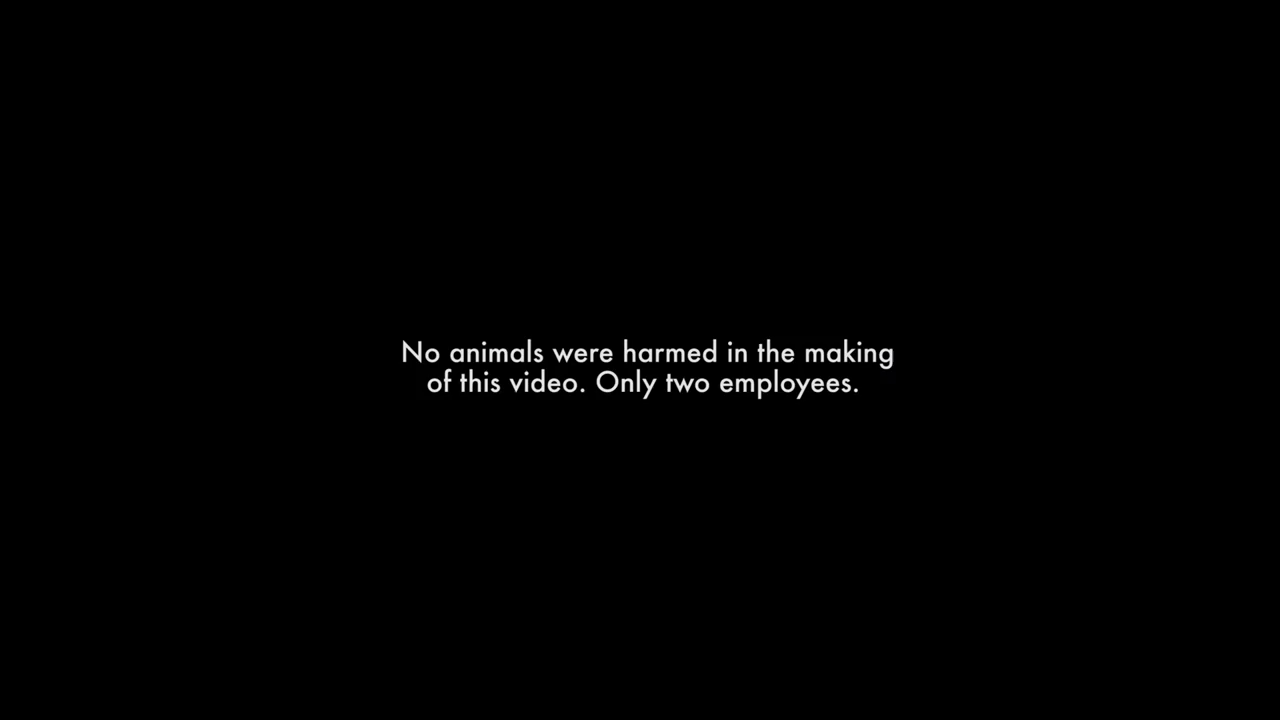 No animals were harmed in the making
of this video. Only two employees.